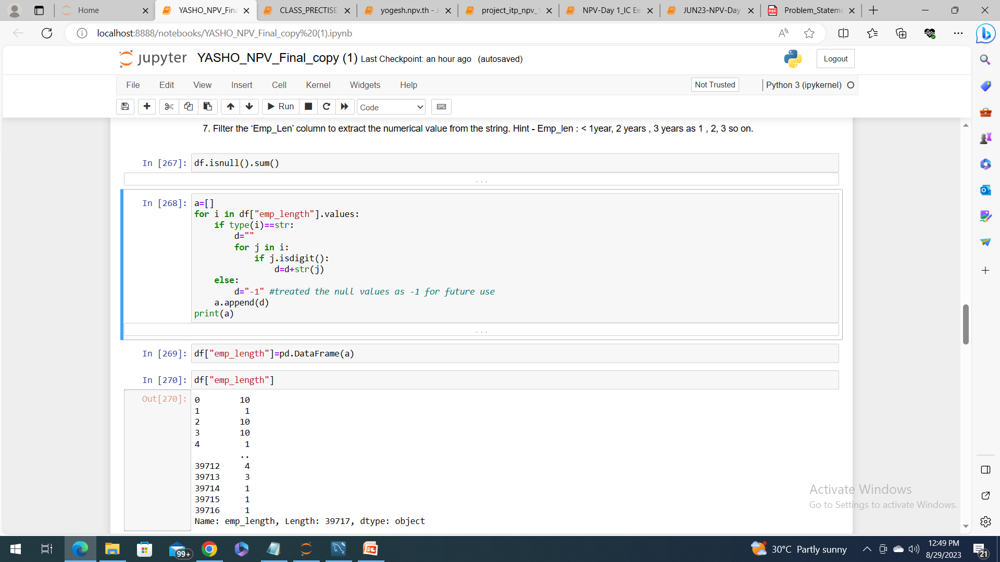 Home
YASHO_NPV_Fina
CLASS_PRECTISE
yogesh.npv.th - J
project_itp_npv_1
NPV-Day 1_IC Ex
JUN23-NPV-Day
PDF
Problem_Stateme
localhost:8888/notebooks/YASHO_NPV_Final_copy%20(1).ipynb
jupyter YASHO_NPV_Final_copy (1) Last Checkpoint: an hour ago (autosaved)
Logout
File Edit View Insert Cell Kernel Widgets Help
Not Trusted
Python 3 (ipykernel)
Run
Code
7. Filter the ‘Emp_Len’ column to extract the numerical value from the string. Hint - Emp_len : < 1year, 2 years , 3 years as 1 , 2, 3 so on.
In [267]: df.isnull().sum()
...
In [268]: a=[]
for i in df["emp_length"].values:
if type(i)==str:
d=""
for j in i:
if j.isdigit():
d=d+str(j)
else:
d="-1" #treated the null values as -1 for future use
a.append(d)
print(a)
...
In [269]: df["emp_length"]=pd.DataFrame(a)
In [270]: df["emp_length"]
Out[270]: 0 10
1 1
2 10
3 10
4 1
..
39712 4
39713 3
39714 1
39715 1
39716 1
Name: emp_length, Length: 39717, dtype: object
Activate Windows
Go to Settings to activate Windows.
99+
30°C Partly sunny
12:49 PM
8/29/2023
21